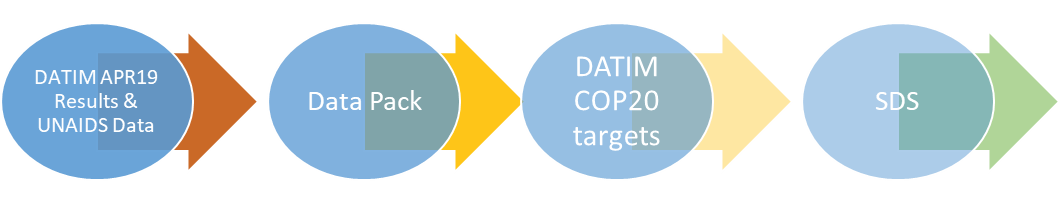 DATIM APR19
Results &
UNAIDS Data
Data Pack
DATIM
COP20
targets
SDS